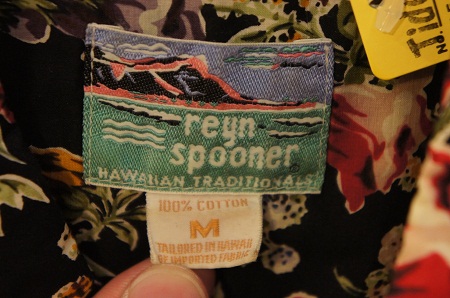 reyn
spooner
HAWAIIAN TRADITIONALS
100% COTTON
M
TAILORED IN HAWAII
OF IMPORTED FABRIC